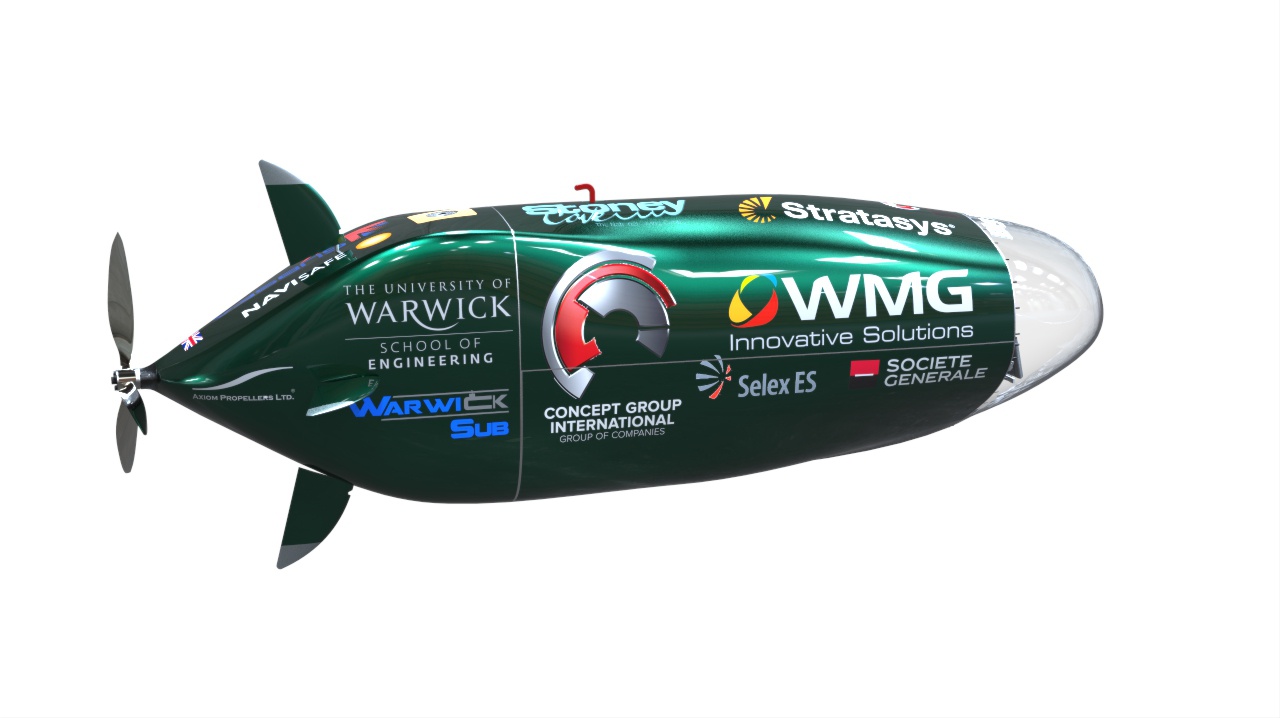 NAVISAFE
AXIOM PROPELLERS LTD.
THE UNIVERSITY OF
WARWICK
SCHOOL OF
ENGINEERING
WARWICK
SUB
Stoney
Cove
CONCEPT GROUP
INTERNATIONAL
GROUP OF COMPANIES
Stratasys
WMG
Innovative Solutions
Selex ES
SOCIETE
GENERALE